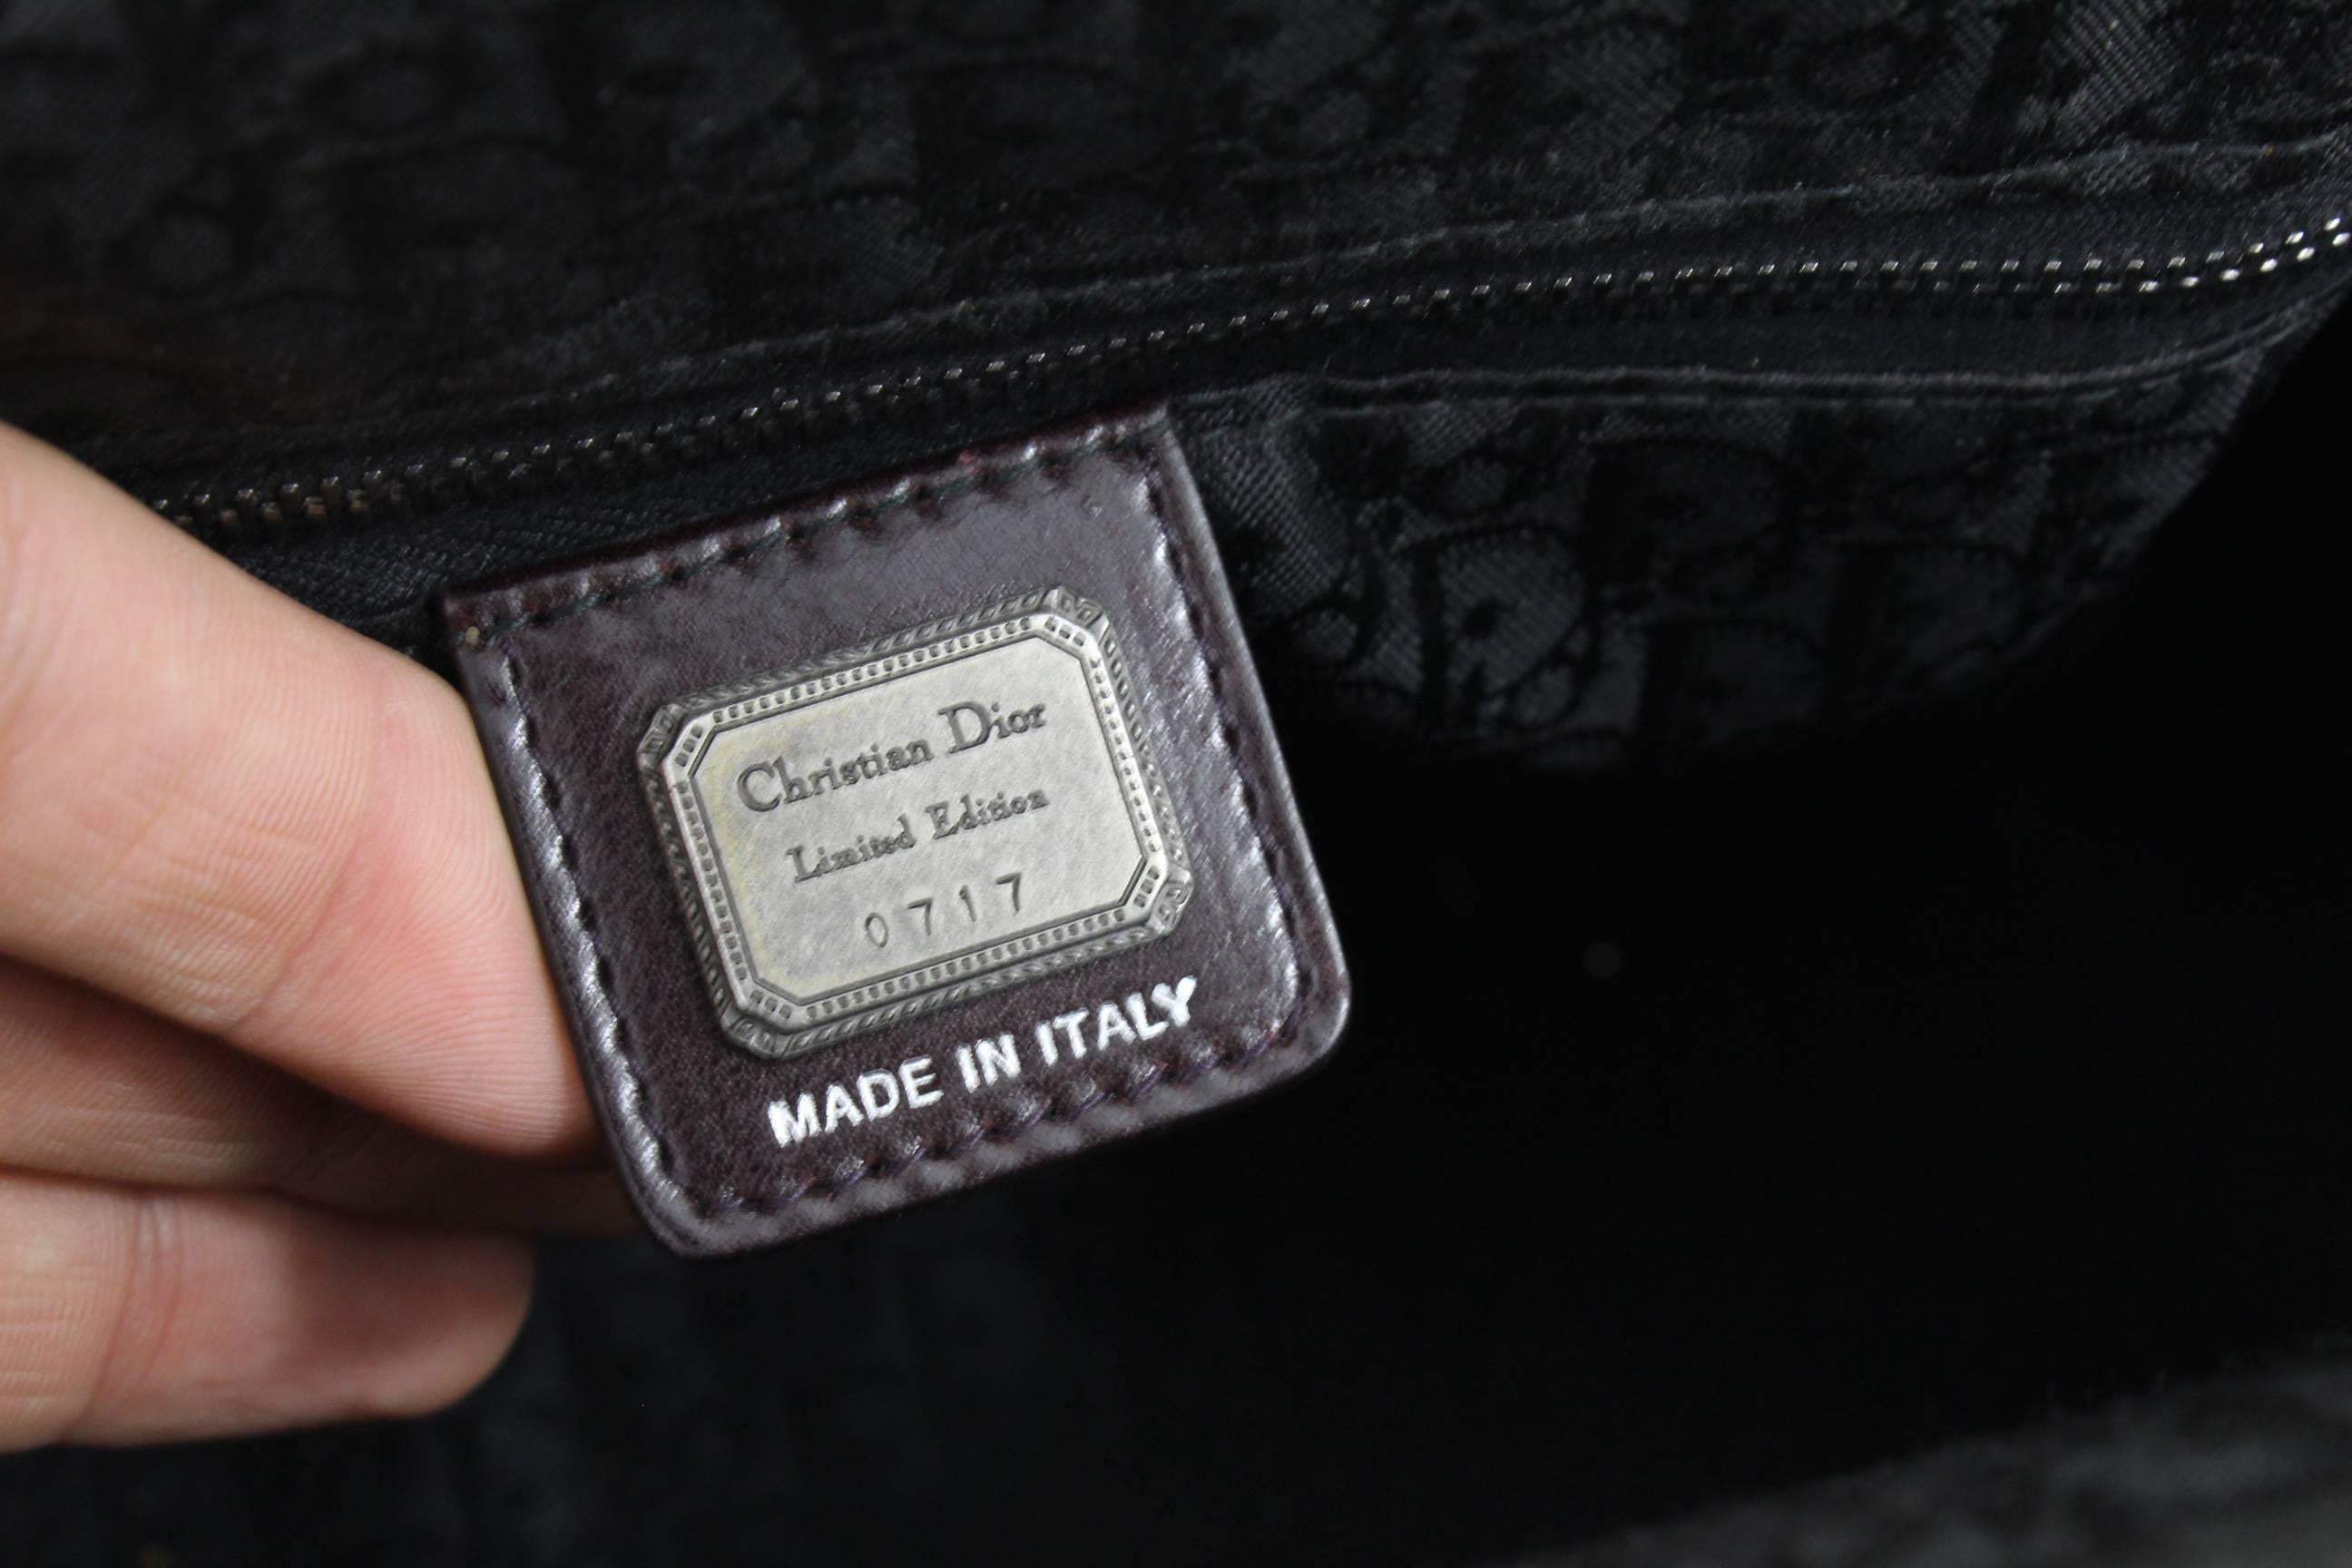 Christian Dior
Limited Edition
0717
MADE IN ITALY